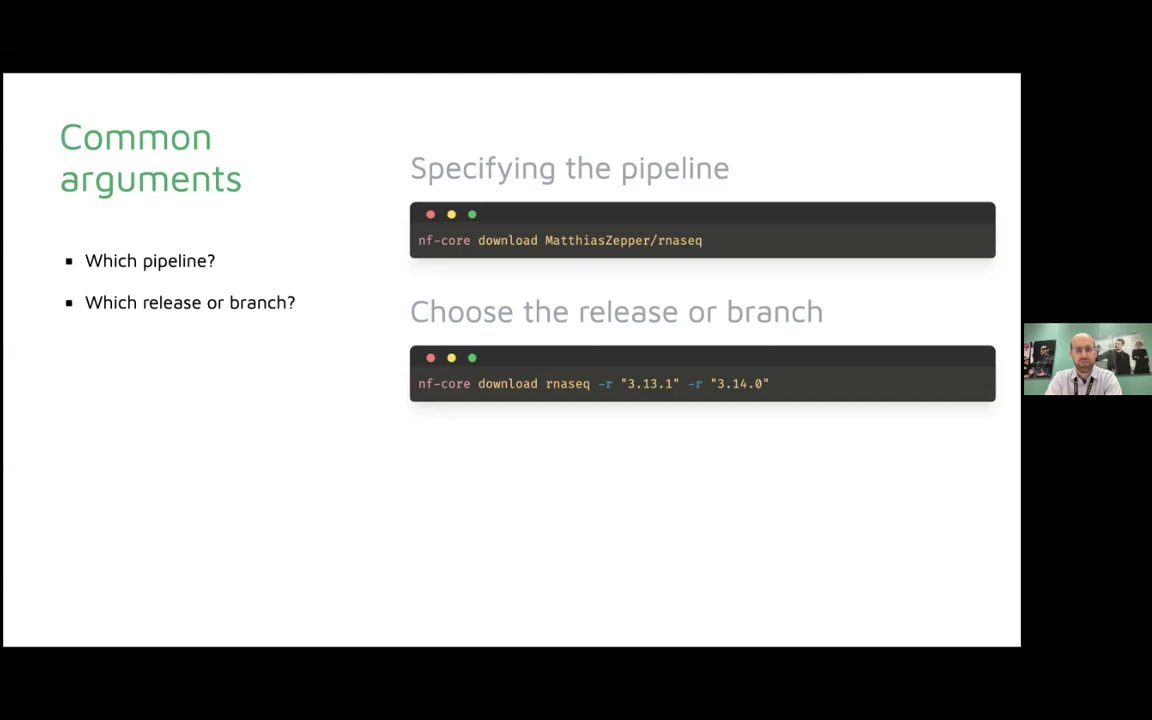 Common
arguments
▪ Which pipeline?
▪ Which release or branch?
Specifying the pipeline
nf-core download MatthiasZepper/rnaseq
Choose the release or branch
nf-core download rnaseq -r "3.13.1" -r "3.14.0"